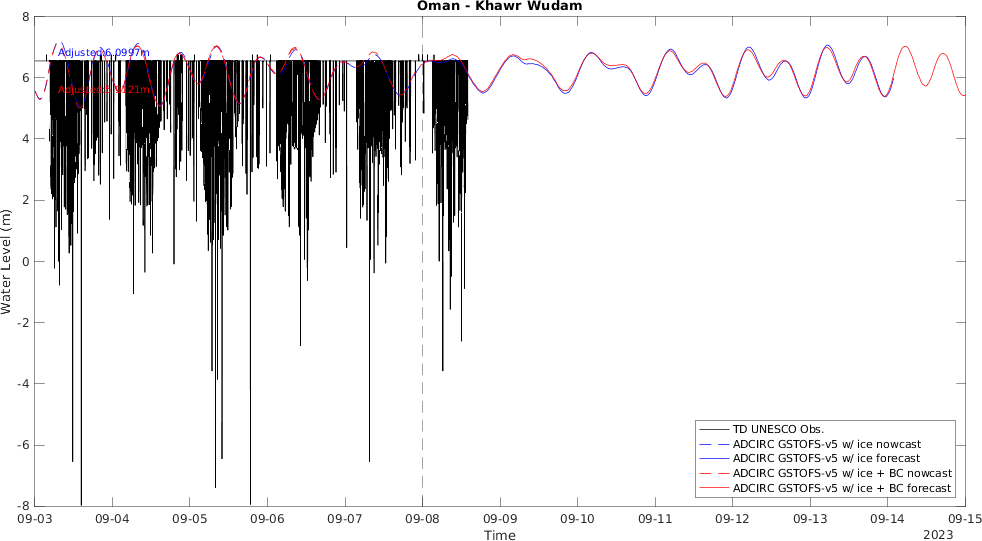 Oman - Khawr Wudam
8
6
4
2
0
-2
-4
-6
-8
Water Level (m)
Adjusted:6.0997m
TD UNESCO Obs.
ADCIRC GSTOFS-v5 w/ ice nowcast
ADCIRC GSTOFS-v5 w/ ice forecast
ADCIRC GSTOFS-v5 w/ ice + BC nowcast
ADCIRC GSTOFS-v5 w/ ice + BC forecast
09-03 09-04 09-05 09-06 09-07 09-08 09-09 09-10 09-11 09-12 09-13 09-14 09-15
Time
2023